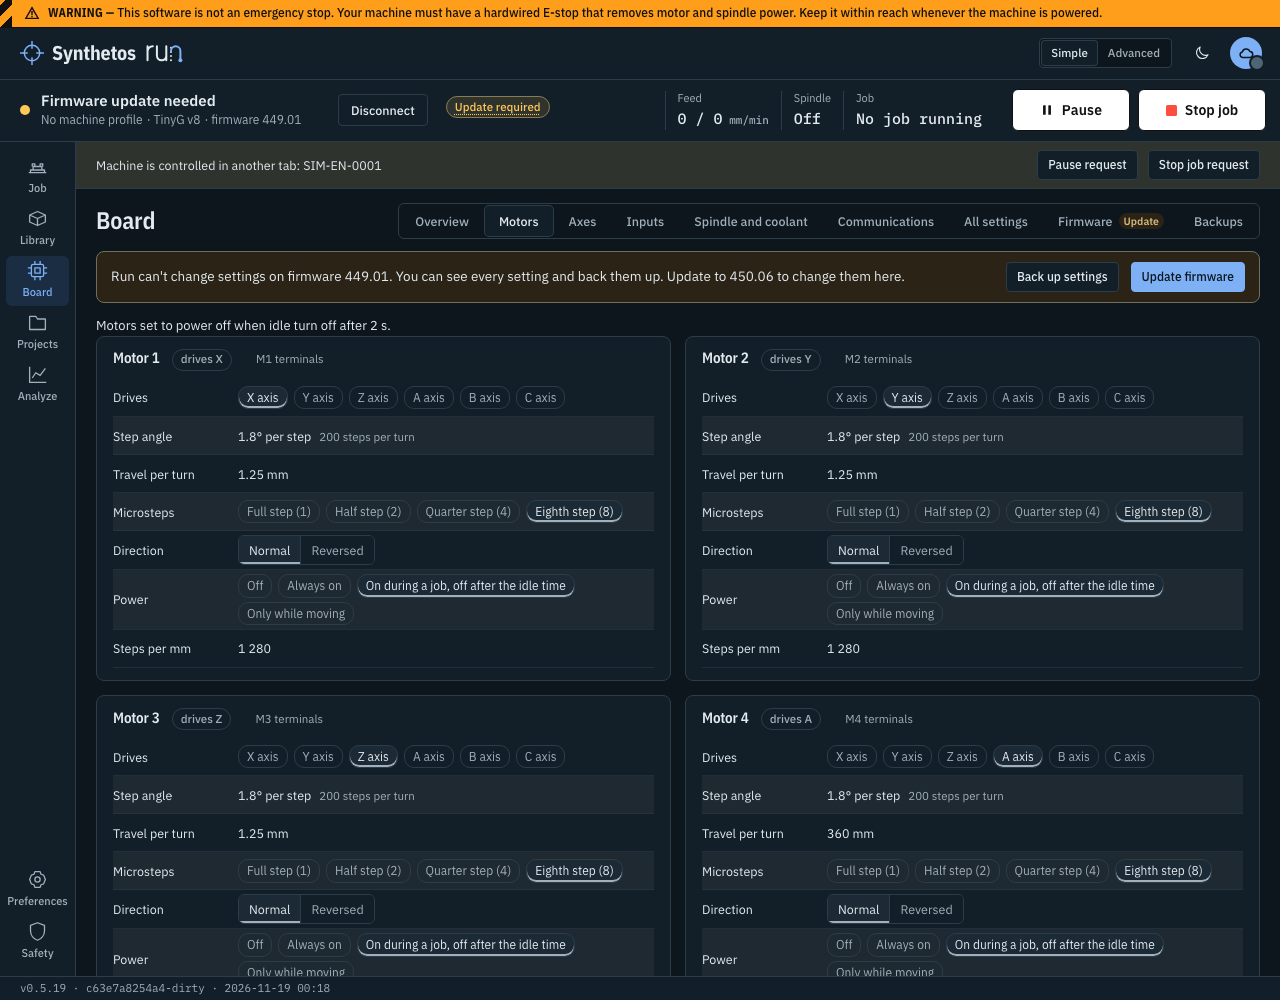 WARNING — This software is not an emergency stop. Your machine must have a hardwired E-stop that removes motor and spindle power. Keep it within reach whenever the machine is powered.
Synthetos run
Simple Advanced
Firmware update needed
No machine profile · TinyG v8 · firmware 449.01
Disconnect
Update required
Feed
0 / 0 mm/min
Spindle
Off
Job
No job running
Pause
Stop job
Machine is controlled in another tab: SIM-EN-0001
Pause request
Stop job request
Job
Library
Board
Projects
Analyze
Preferences
Safety
Board
Overview Motors Axes Inputs Spindle and coolant Communications All settings Firmware Update Backups
Run can't change settings on firmware 449.01. You can see every setting and back them up. Update to 450.06 to change them here.
Back up settings
Update firmware
Motors set to power off when idle turn off after 2 s.
Motor 1 drives X M1 terminals
Drives X axis Y axis Z axis A axis B axis C axis
Step angle 1.8° per step 200 steps per turn
Travel per turn 1.25 mm
Microsteps Full step (1) Half step (2) Quarter step (4) Eighth step (8)
Direction Normal Reversed
Power Off Always on On during a job, off after the idle time
Only while moving
Steps per mm 1 280
Motor 2 drives Y M2 terminals
Drives X axis Y axis Z axis A axis B axis C axis
Step angle 1.8° per step 200 steps per turn
Travel per turn 1.25 mm
Microsteps Full step (1) Half step (2) Quarter step (4) Eighth step (8)
Direction Normal Reversed
Power Off Always on On during a job, off after the idle time
Only while moving
Steps per mm 1 280
Motor 3 drives Z M3 terminals
Drives X axis Y axis Z axis A axis B axis C axis
Step angle 1.8° per step 200 steps per turn
Travel per turn 1.25 mm
Microsteps Full step (1) Half step (2) Quarter step (4) Eighth step (8)
Direction Normal Reversed
Power Off Always on On during a job, off after the idle time
Only while moving
Motor 4 drives A M4 terminals
Drives X axis Y axis Z axis A axis B axis C axis
Step angle 1.8° per step 200 steps per turn
Travel per turn 360 mm
Microsteps Full step (1) Half step (2) Quarter step (4) Eighth step (8)
Direction Normal Reversed
Power Off Always on On during a job, off after the idle time
Only while moving
v0.5.19 · c63e7a8254a4-dirty · 2026-11-19 00:18